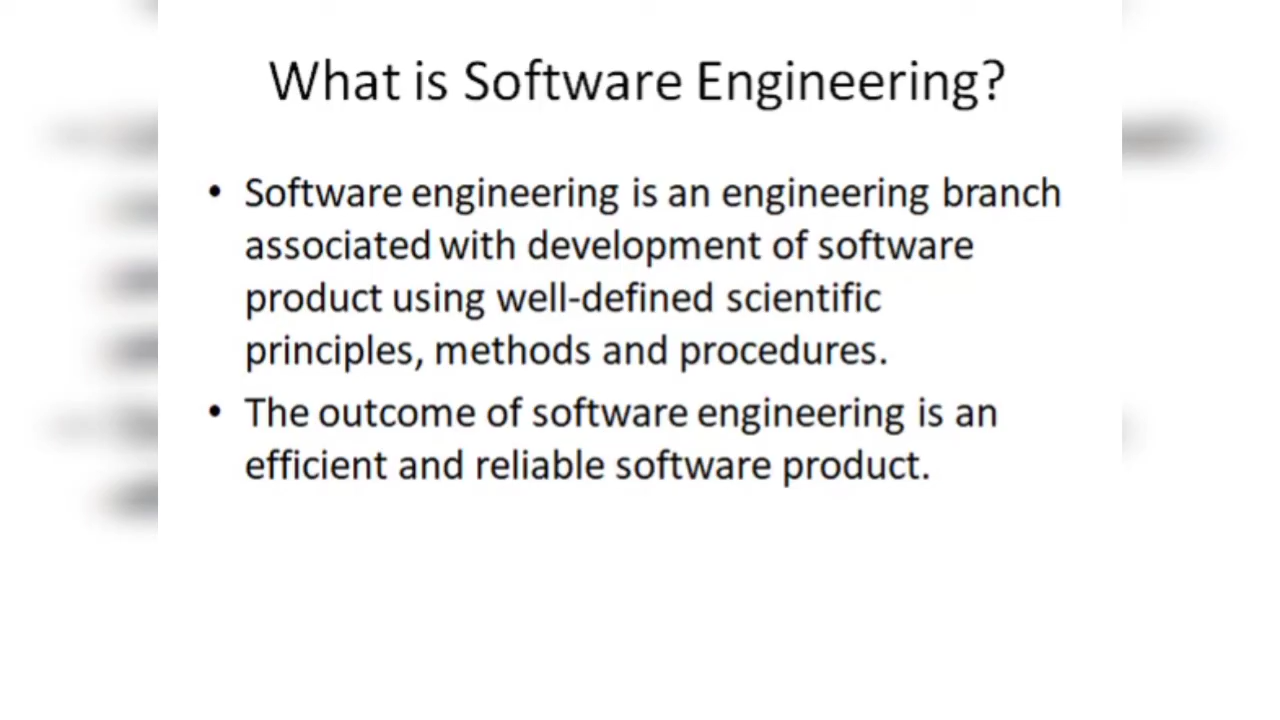 What is Software Engineering?
• Software engineering is an engineering branch
associated with development of software
product using well-defined scientific
principles, methods and procedures.
• The outcome of software engineering is an
efficient and reliable software product.